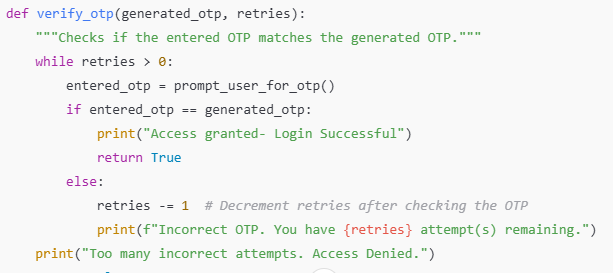 def verify_otp(generated_otp, retries):
    """Checks if the entered OTP matches the generated OTP."""
    while retries > 0:
        entered_otp = prompt_user_for_otp()
        if entered_otp == generated_otp:
            print("Access granted- Login Successful")
            return True
        else:
            retries -= 1  # Decrement retries after checking the OTP
            print(f"Incorrect OTP. You have {retries} attempt(s) remaining.")
    print("Too many incorrect attempts. Access Denied.")